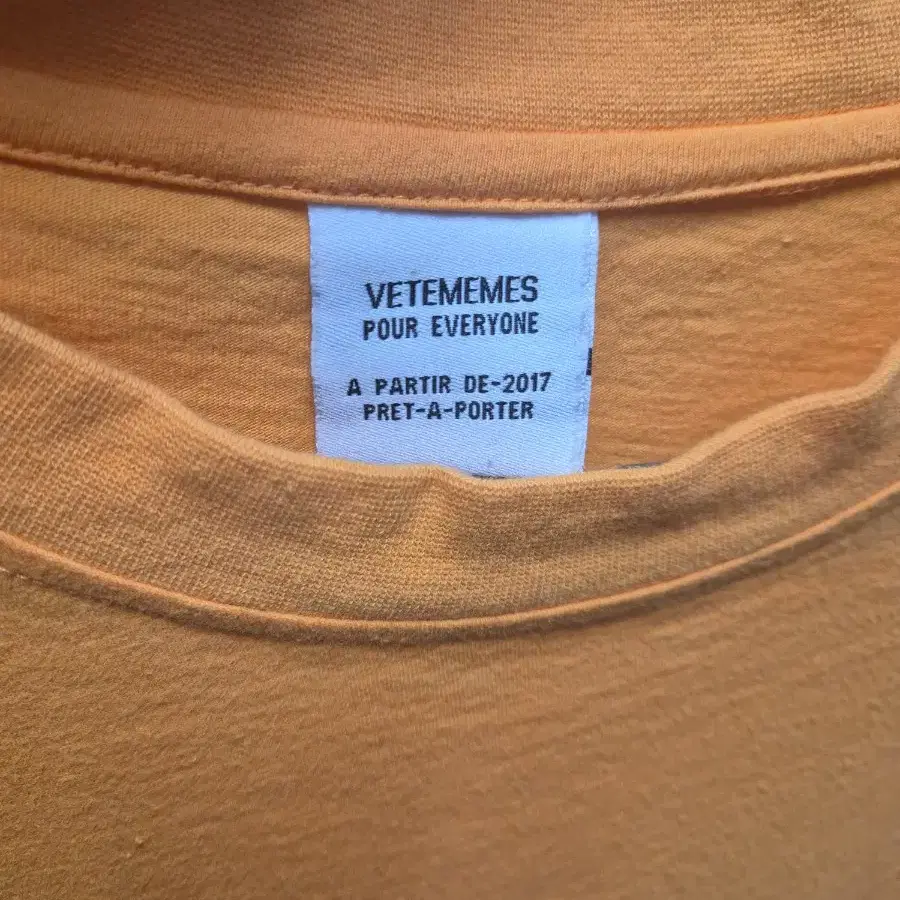 VETEMEMES
POUR EVERYONE
A PARTIR DE-2017
PRET-A-PORTER